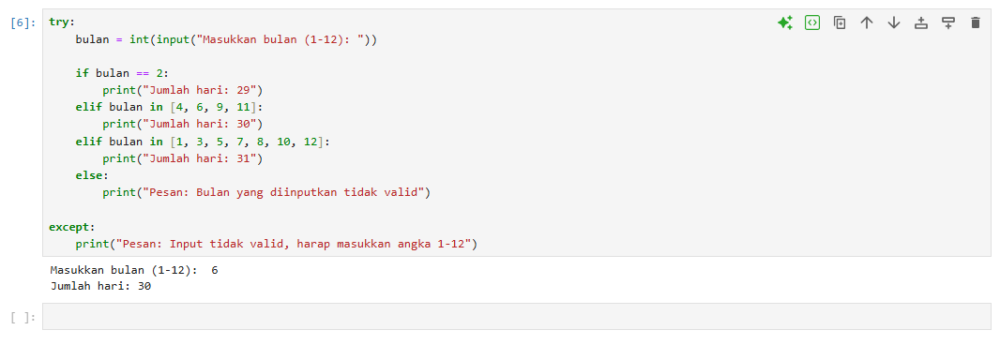 [6]: try:
    bulan = int(input("Masukkan bulan (1-12): "))

    if bulan == 2:
        print("Jumlah hari: 29")
    elif bulan in [4, 6, 9, 11]:
        print("Jumlah hari: 30")
    elif bulan in [1, 3, 5, 7, 8, 10, 12]:
        print("Jumlah hari: 31")
    else:
        print("Pesan: Bulan yang diinputkan tidak valid")

except:
    print("Pesan: Input tidak valid, harap masukkan angka 1-12")
Masukkan bulan (1-12):  6
Jumlah hari: 30
[ ]: